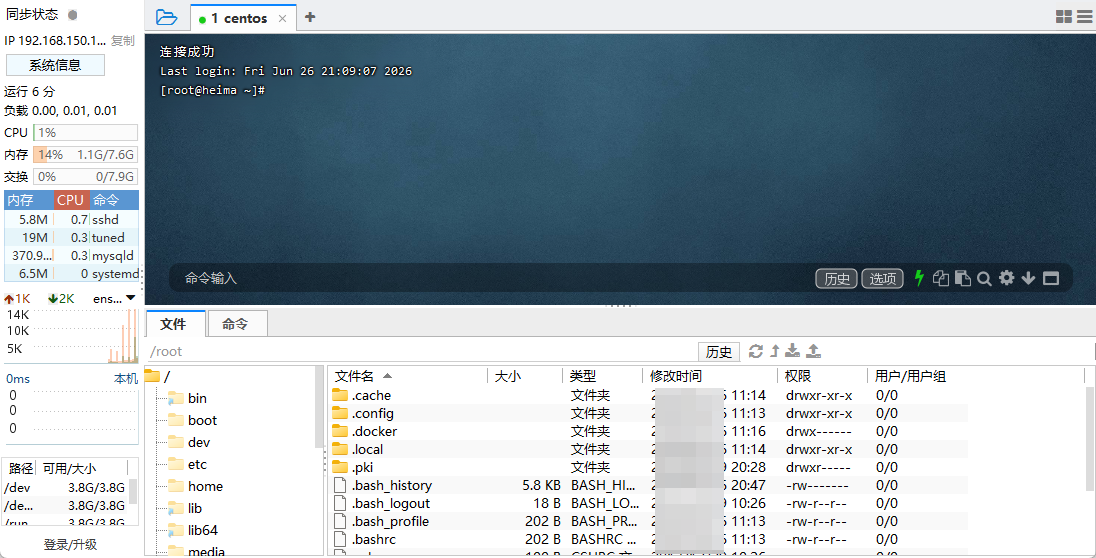 同步状态
IP 192.168.150.1... 复制
系统信息
运行 6 分
负载 0.00, 0.01, 0.01
CPU 1%
内存 14% 1.1G/7.6G
交换 0% 0/7.9G
内存 CPU 命令
5.8M 0.7 sshd
19M 0.3 tuned
370.9... 0.3 mysqld
6.5M 0 systemd
1K 2K ens...
14K
10K
5K
0ms 本机
0
0
0
路径 可用/大小
/dev 3.8G/3.8G
/de... 3.8G/3.8G
/run 3.8G/3.8G
登录/升级
1 centos
连接成功
Last login: Fri Jun 26 21:09:07 2026
[root@heima ~]#
命令输入 历史 选项
文件 命令
/root 历史
/
bin
boot
dev
etc
home
lib
lib64
media
文件名 大小 类型 修改时间 权限 用户/用户组
.cache 文件夹 11:14 drwxr-xr-x 0/0
.config 文件夹 11:13 drwxr-xr-x 0/0
.docker 文件夹 11:16 drwx------ 0/0
.local 文件夹 11:14 drwxr-xr-x 0/0
.pki 文件夹 20:28 drwxr----- 0/0
.bash_history 5.8 KB BASH_HI... 20:47 -rw------- 0/0
.bash_logout 18 B BASH_LO... 10:26 -rw-r--r-- 0/0
.bash_profile 202 B BASH_PR... 11:13 -rw-r--r-- 0/0
.bashrc 202 B BASHRC ... 11:13 -rw-r--r-- 0/0